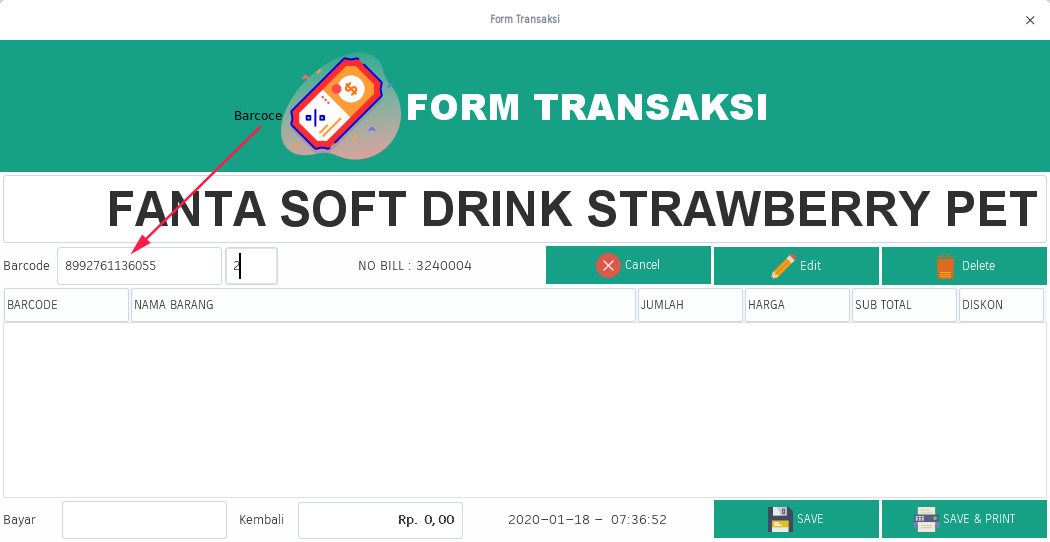 Form Transaksi
Barcoce
FORM TRANSAKSI
FANTA SOFT DRINK STRAWBERRY PET
Barcode 8992761136055 2 NO BILL : 3240004 Cancel Edit Delete
BARCODE NAMA BARANG JUMLAH HARGA SUB TOTAL DISKON
Bayar Kembali Rp. 0,00 2020-01-18 - 07:36:52 SAVE SAVE & PRINT